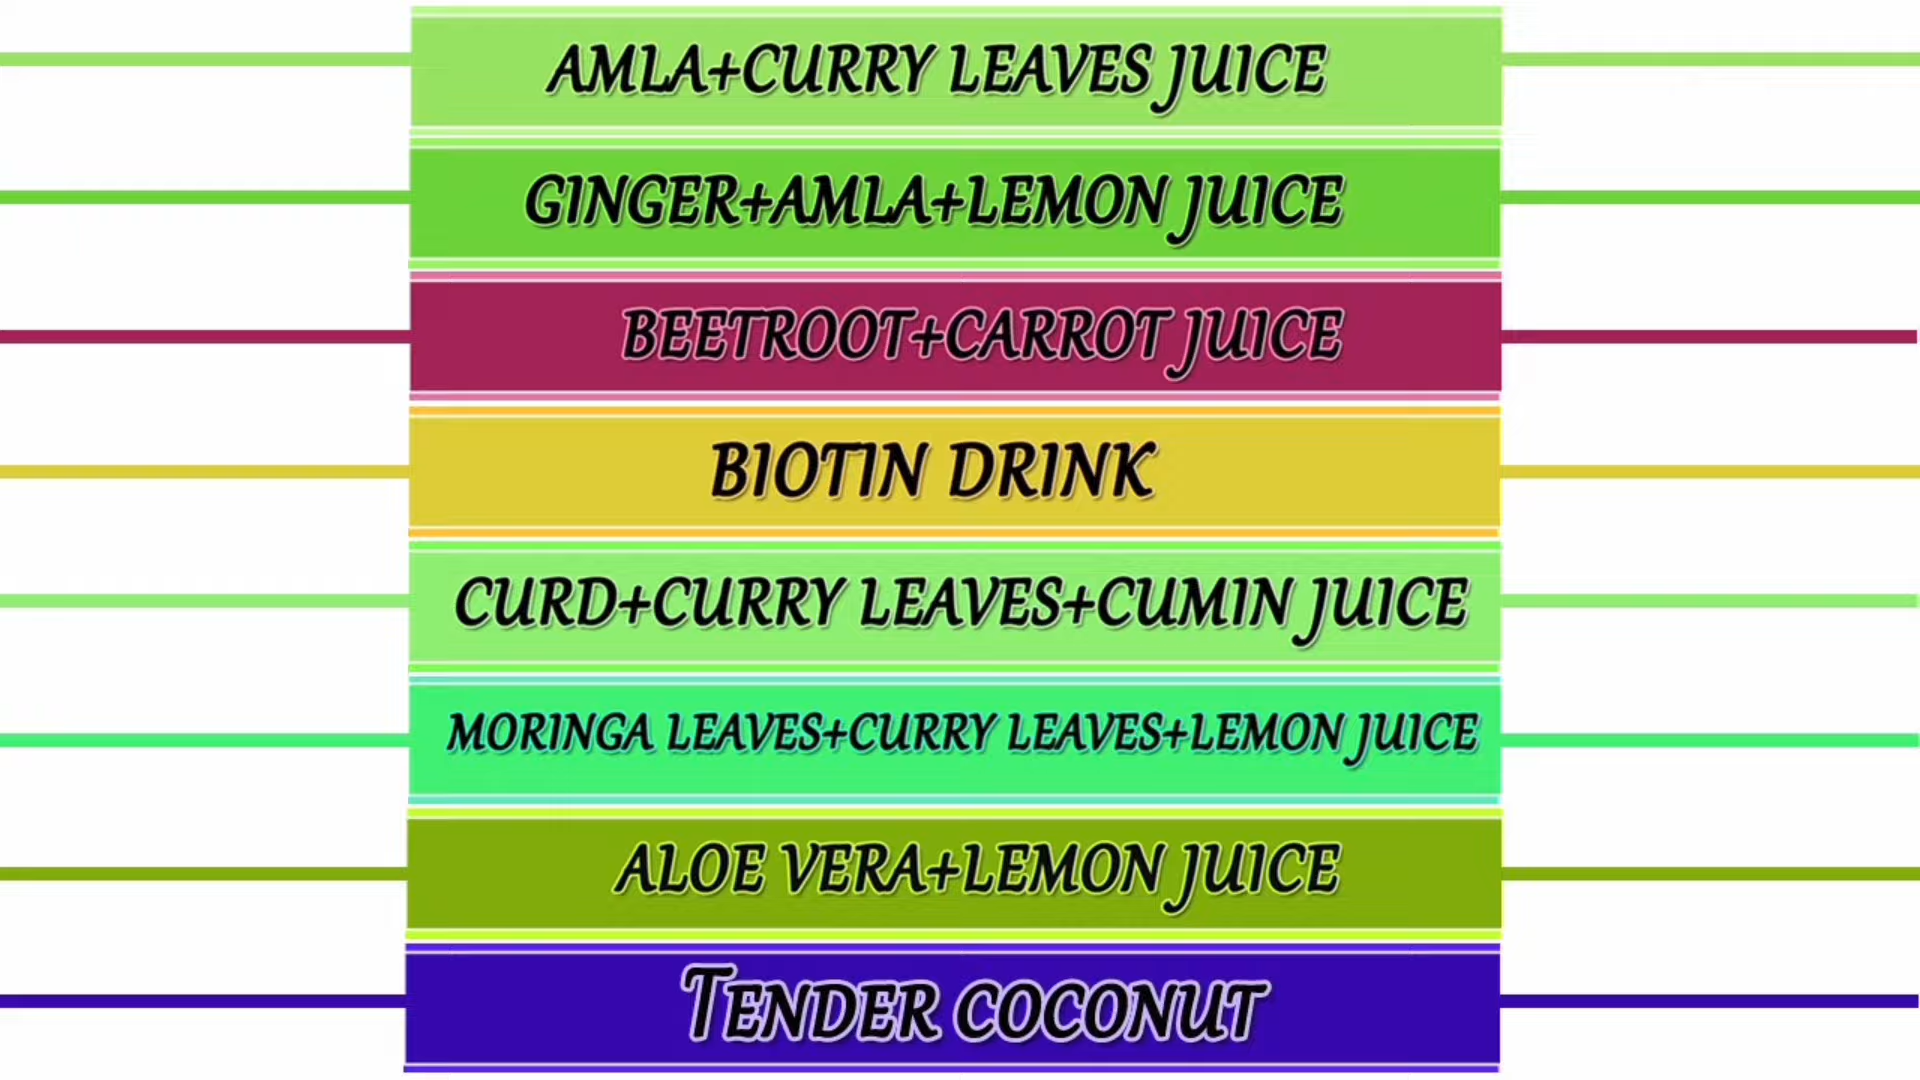 AMLA+CURRY LEAVES JUICE
GINGER+AMLA+LEMON JUICE
BEETROOT+CARROT JUICE
BIOTIN DRINK
CURD+CURRY LEAVES+CUMIN JUICE
MORINGA LEAVES+CURRY LEAVES+LEMON JUICE
ALOE VERA+LEMON JUICE
TENDER COCONUT